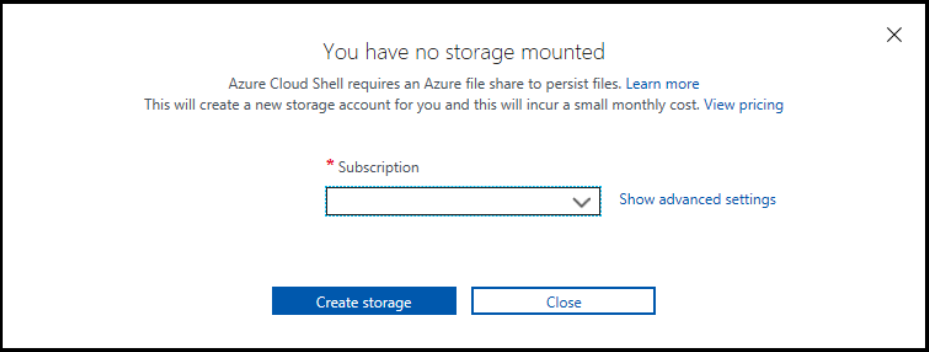 You have no storage mounted
Azure Cloud Shell requires an Azure file share to persist files. Learn more
This will create a new storage account for you and this will incur a small monthly cost. View pricing
* Subscription
Show advanced settings
Create storage
Close